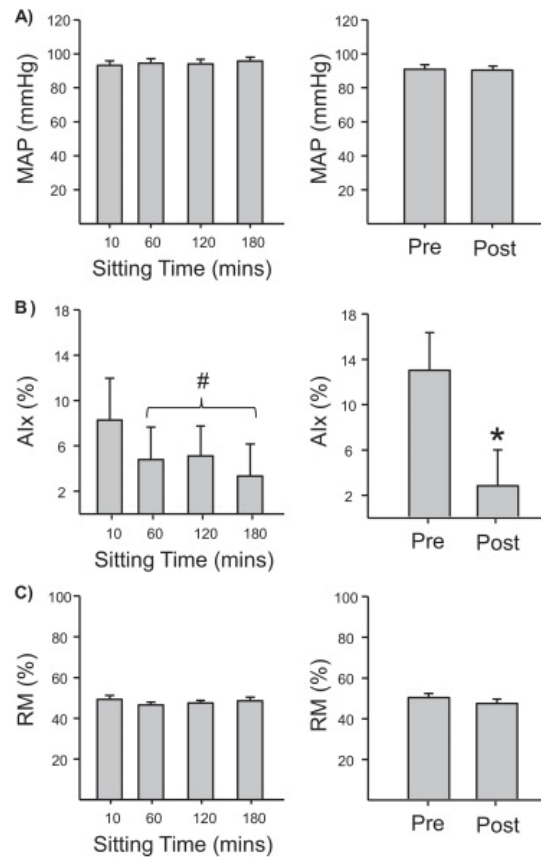 A)
MAP (mmHg)
120
100
80
60
40
20
10 60 120 180
Sitting Time (mins)
MAP (mmHg)
120
100
80
60
40
20
Pre Post
B)
AIx (%)
18
14
10
6
2
#
10 60 120 180
Sitting Time (mins)
AIx (%)
18
14
10
6
2
*
Pre Post
C)
RM (%)
100
80
60
40
20
10 60 120 180
Sitting Time (mins)
RM (%)
100
80
60
40
20
Pre Post